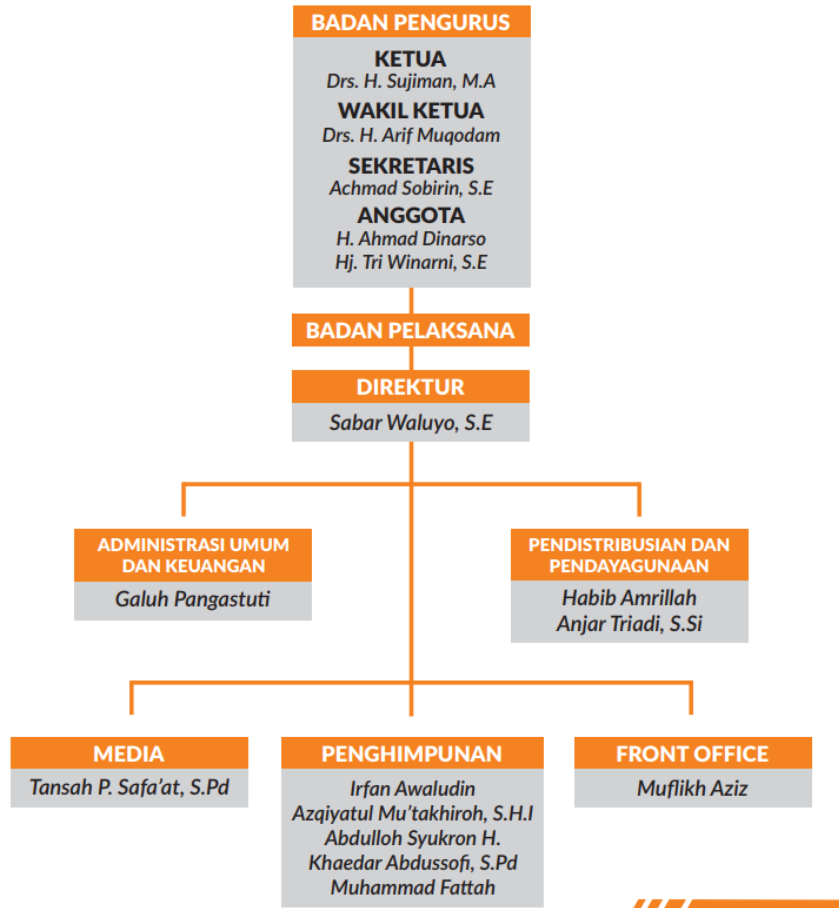 BADAN PENGURUS
KETUA
Drs. H. Sujiman, M.A
WAKIL KETUA
Drs. H. Arif Muqodam
SEKRETARIS
Achmad Sobirin, S.E
ANGGOTA
H. Ahmad Dinarso
Hj. Tri Winarni, S.E
BADAN PELAKSANA
DIREKTUR
Sabar Waluyo, S.E
ADMINISTRASI UMUM
DAN KEUANGAN
Galuh Pangastuti
PENDISTRIBUSIAN DAN
PENDAYAGUNAAN
Habib Amrillah
Anjar Triadi, S.Si
MEDIA
Tansah P. Safa'at, S.Pd
PENGHIMPUNAN
Irfan Awaludin
Azqiyatul Mu'takhiroh, S.H.I
Abdulloh Syukron H.
Khaedar Abdussofi, S.Pd
Muhammad Fattah
FRONT OFFICE
Muflikh Aziz